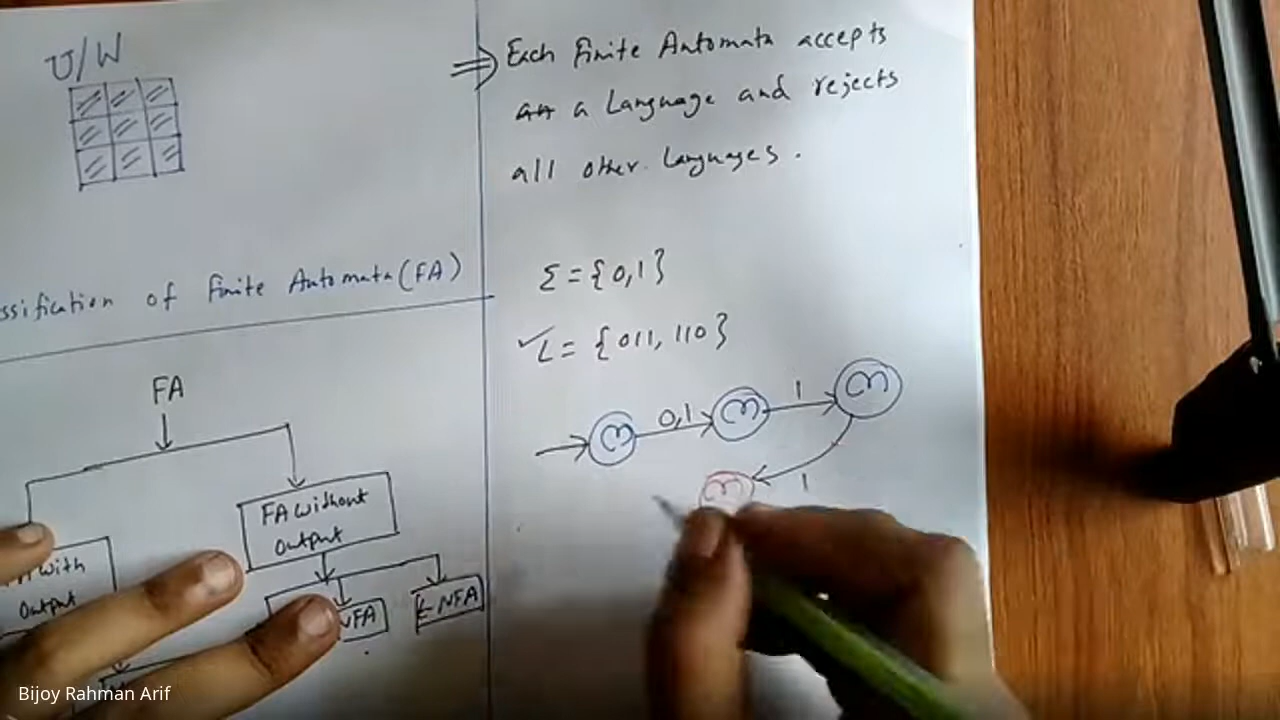 U/W
⇒ Each Finite Automata accepts
a Language and rejects
all other Languages.
Σ = {0,1}
✓ L = {011, 110}
0,1
1
1
ssification of Finite Automata (FA)
FA
FA without
output
with
output
NFA
ε-NFA
Bijoy Rahman Arif